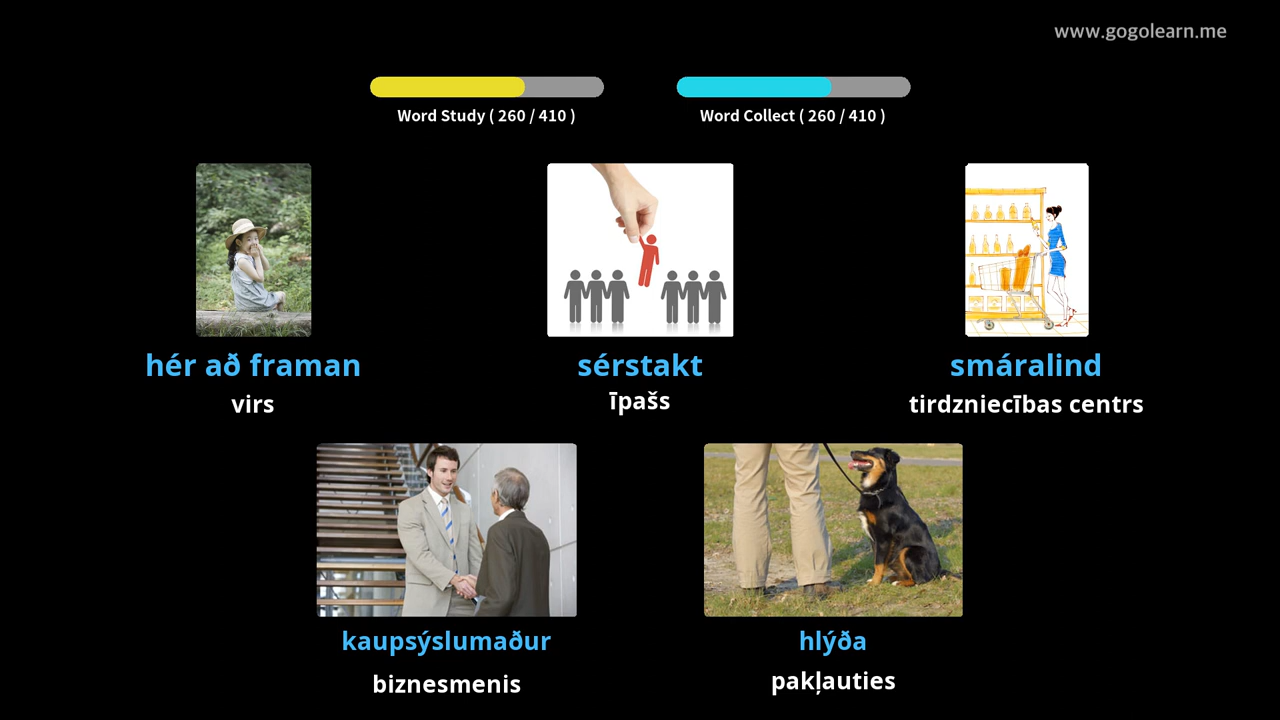 www.gogolearn.me
Word Study ( 260 / 410 )
Word Collect ( 260 / 410 )
hér að framan
virs
sérstakt
īpašs
smáralind
tirdzniecības centrs
kaupsýslumaður
biznesmenis
hlýða
pakļauties